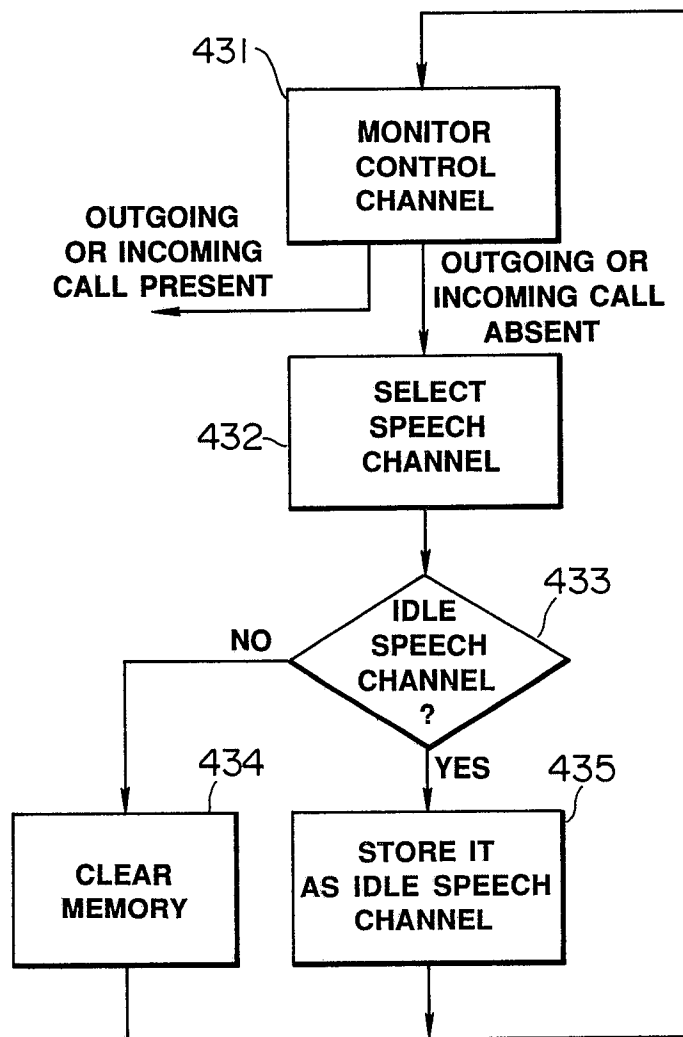 431
MONITOR
CONTROL
CHANNEL
OUTGOING
OR INCOMING
CALL PRESENT
OUTGOING OR
INCOMING CALL
ABSENT
432
SELECT
SPEECH
CHANNEL
433
IDLE
SPEECH
CHANNEL
?
NO
YES
434
CLEAR
MEMORY
435
STORE IT
AS IDLE SPEECH
CHANNEL